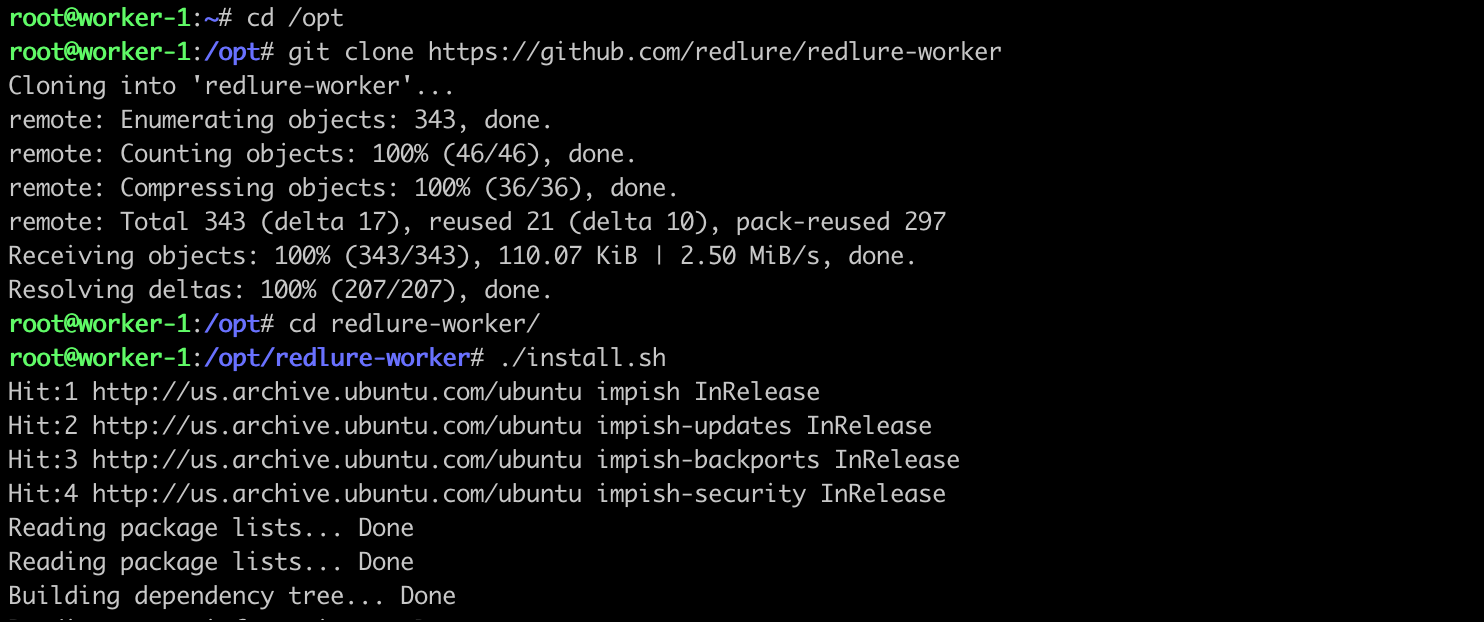 root@worker-1:~# cd /opt
root@worker-1:/opt# git clone https://github.com/redlure/redlure-worker
Cloning into 'redlure-worker'...
remote: Enumerating objects: 343, done.
remote: Counting objects: 100% (46/46), done.
remote: Compressing objects: 100% (36/36), done.
remote: Total 343 (delta 17), reused 21 (delta 10), pack-reused 297
Receiving objects: 100% (343/343), 110.07 KiB | 2.50 MiB/s, done.
Resolving deltas: 100% (207/207), done.
root@worker-1:/opt# cd redlure-worker/
root@worker-1:/opt/redlure-worker# ./install.sh
Hit:1 http://us.archive.ubuntu.com/ubuntu impish InRelease
Hit:2 http://us.archive.ubuntu.com/ubuntu impish-updates InRelease
Hit:3 http://us.archive.ubuntu.com/ubuntu impish-backports InRelease
Hit:4 http://us.archive.ubuntu.com/ubuntu impish-security InRelease
Reading package lists... Done
Reading package lists... Done
Building dependency tree... Done